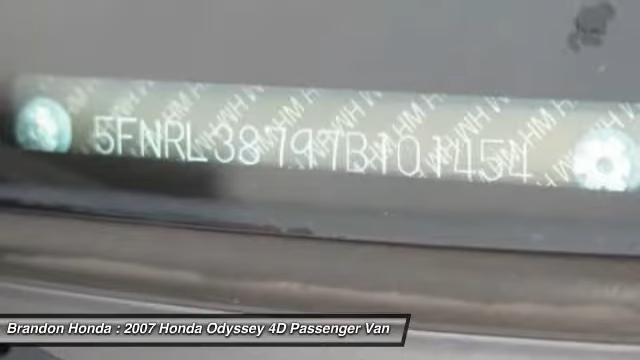 5FNRL38797B101454
Brandon Honda : 2007 Honda Odyssey 4D Passenger Van